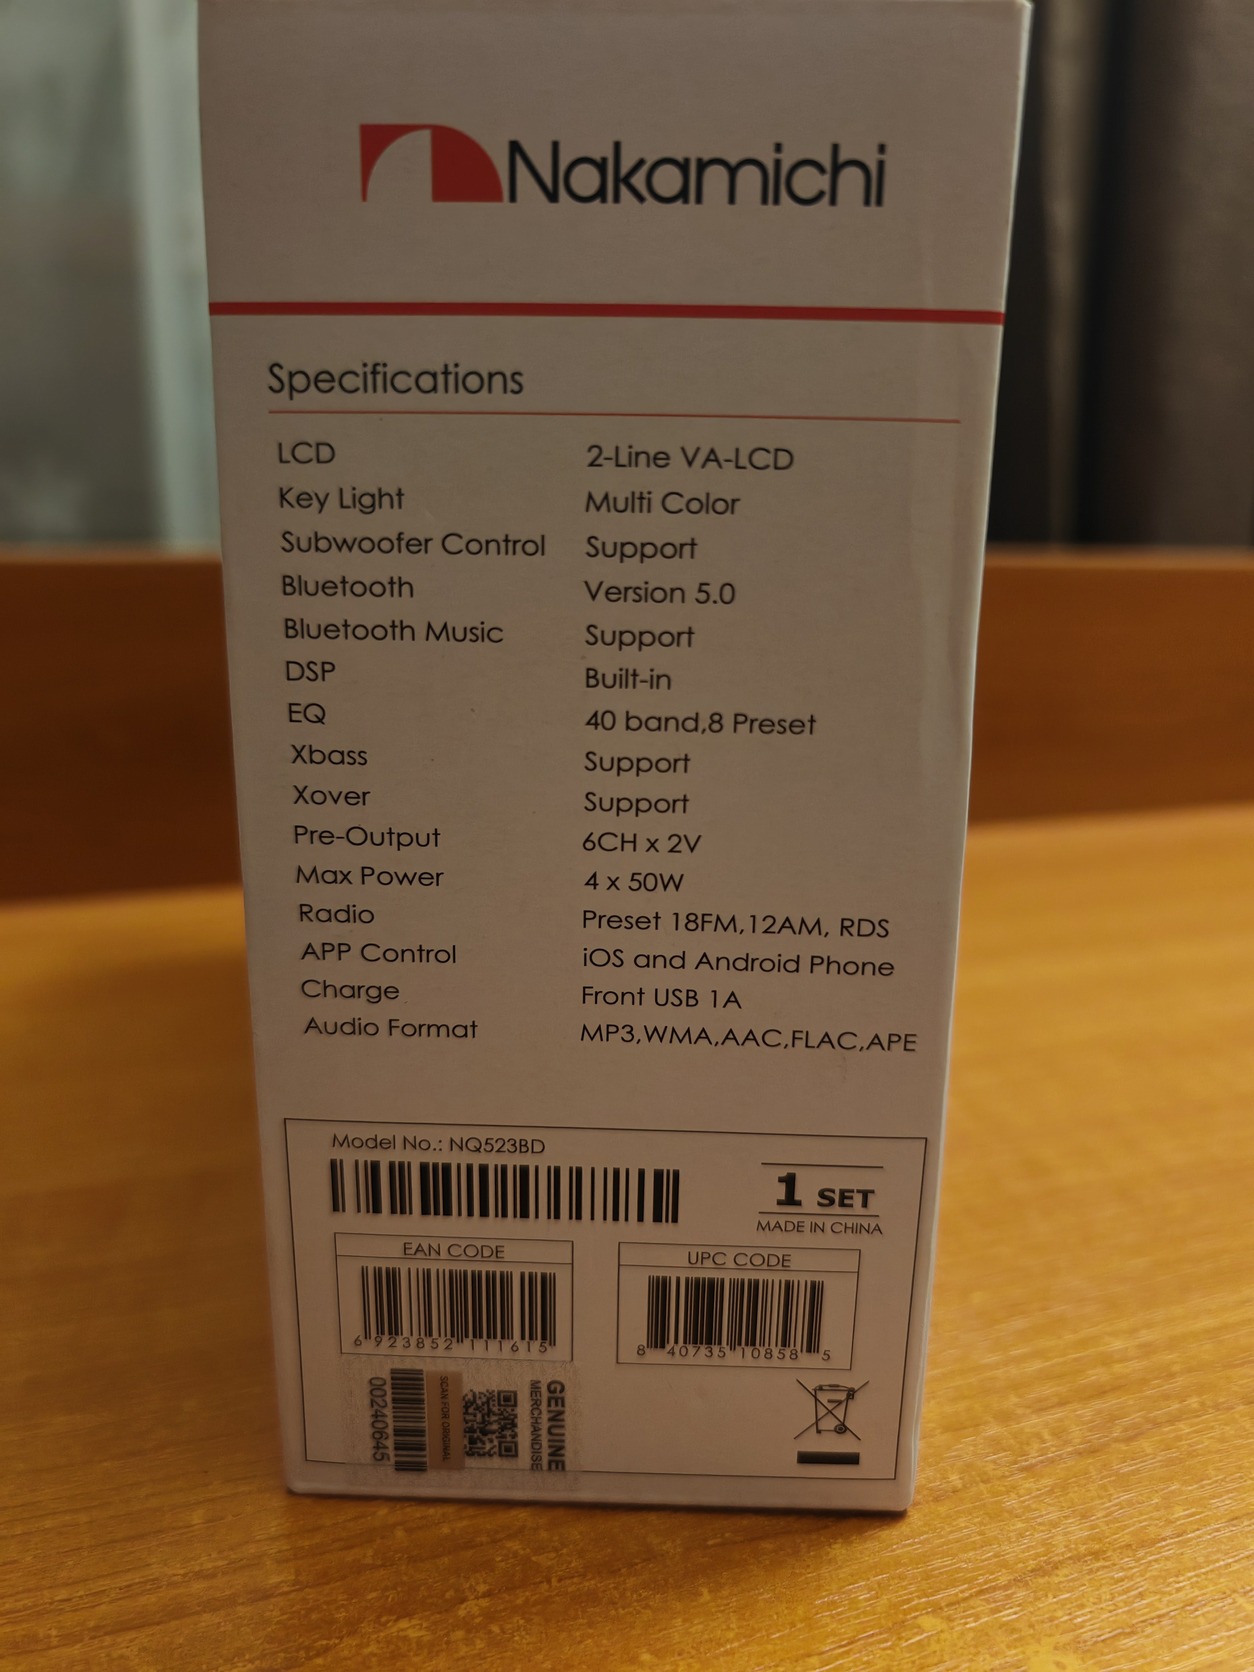 Nakamichi
Specifications
LCD 2-Line VA-LCD
Key Light Multi Color
Subwoofer Control Support
Bluetooth Version 5.0
Bluetooth Music Support
DSP Built-in
EQ 40 band,8 Preset
Xbass Support
Xover Support
Pre-Output 6CH x 2V
Max Power 4 x 50W
Radio Preset 18FM,12AM, RDS
APP Control iOS and Android Phone
Charge Front USB 1A
Audio Format MP3,WMA,AAC,FLAC,APE
Model No.: NQ523BD
1 SET
MADE IN CHINA
EAN CODE
6 923852 111615
UPC CODE
8 40735 10858 5
GENUINE
MERCHANDISE
SCAN FOR ORIGINAL
00240645